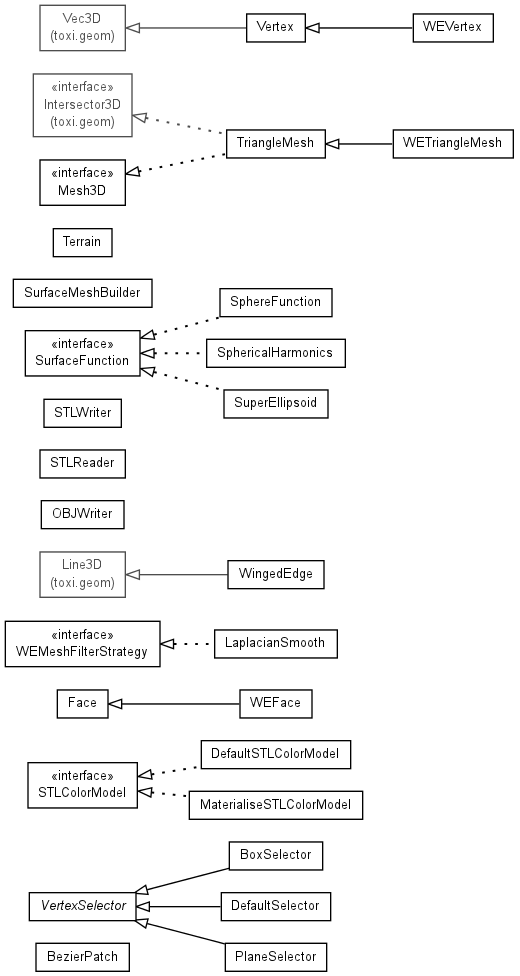 Vec3D
(toxi.geom)
Vertex
WEVertex
«interface»
Intersector3D
(toxi.geom)
TriangleMesh
WETriangleMesh
«interface»
Mesh3D
Terrain
SurfaceMeshBuilder
SphereFunction
«interface»
SurfaceFunction
SphericalHarmonics
SuperEllipsoid
STLWriter
STLReader
OBJWriter
Line3D
(toxi.geom)
WingedEdge
«interface»
WEMeshFilterStrategy
LaplacianSmooth
Face
WEFace
DefaultSTLColorModel
«interface»
STLColorModel
MaterialiseSTLColorModel
BoxSelector
VertexSelector
DefaultSelector
BezierPatch
PlaneSelector